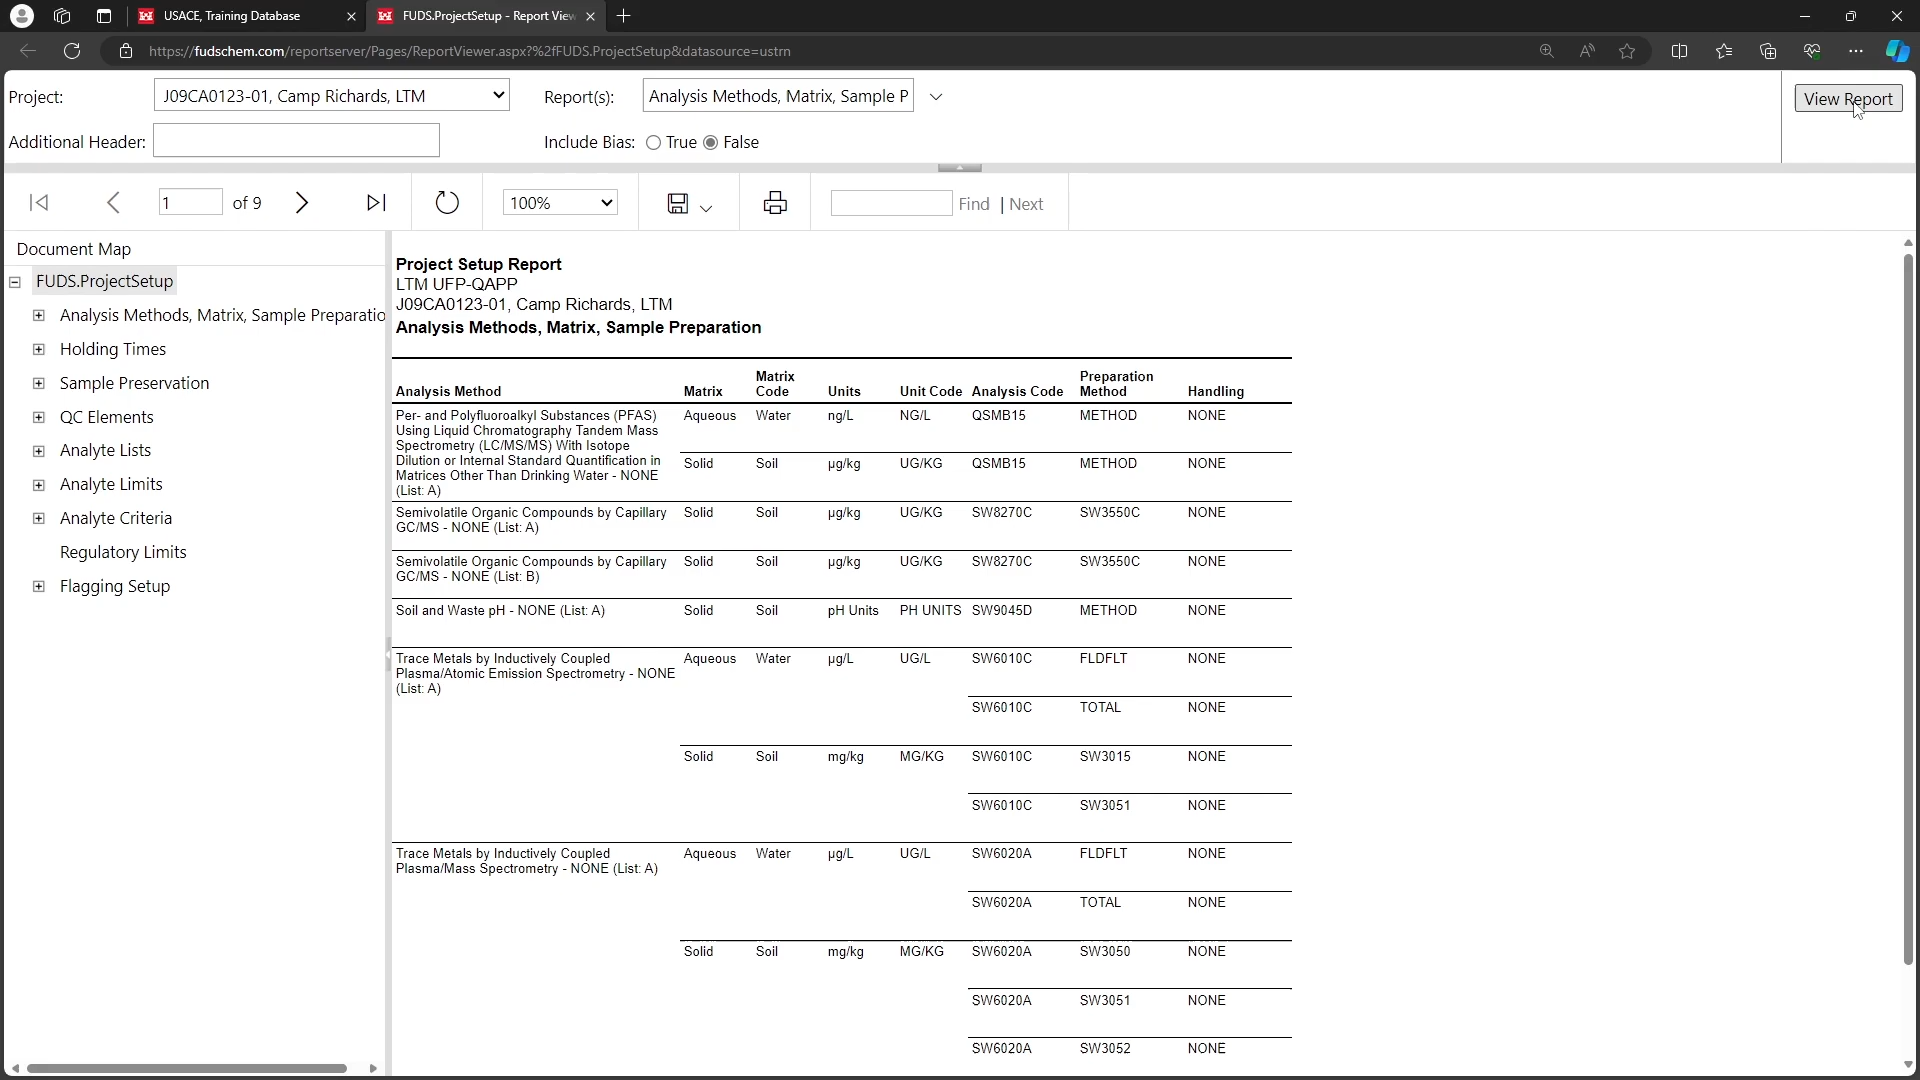 USACE, Training Database
FUDS.ProjectSetup - Report View
https://fudschem.com/reportserver/Pages/ReportViewer.aspx?%2fFUDS.ProjectSetup&datasource=ustrn
Project: J09CA0123-01, Camp Richards, LTM Report(s): Analysis Methods, Matrix, Sample P View Report
Additional Header: Include Bias: True False
1 of 9 100% Find | Next
Document Map
FUDS.ProjectSetup
Analysis Methods, Matrix, Sample Preparatio
Holding Times
Sample Preservation
QC Elements
Analyte Lists
Analyte Limits
Analyte Criteria
Regulatory Limits
Flagging Setup
Project Setup Report
LTM UFP-QAPP
J09CA0123-01, Camp Richards, LTM
Analysis Methods, Matrix, Sample Preparation
Analysis Method Matrix Matrix Code Units Unit Code Analysis Code Preparation Method Handling
Per- and Polyfluoroalkyl Substances (PFAS) Aqueous Water ng/L NG/L QSMB15 METHOD NONE
Using Liquid Chromatography Tandem Mass
Spectrometry (LC/MS/MS) With Isotope
Dilution or Internal Standard Quantification in Solid Soil µg/kg UG/KG QSMB15 METHOD NONE
Matrices Other Than Drinking Water - NONE
(List: A)
Semivolatile Organic Compounds by Capillary Solid Soil µg/kg UG/KG SW8270C SW3550C NONE
GC/MS - NONE (List: A)
Semivolatile Organic Compounds by Capillary Solid Soil µg/kg UG/KG SW8270C SW3550C NONE
GC/MS - NONE (List: B)
Soil and Waste pH - NONE (List: A) Solid Soil pH Units PH UNITS SW9045D METHOD NONE
Trace Metals by Inductively Coupled Aqueous Water µg/L UG/L SW6010C FLDFLT NONE
Plasma/Atomic Emission Spectrometry - NONE
(List: A)
SW6010C TOTAL NONE
Solid Soil mg/kg MG/KG SW6010C SW3015 NONE
SW6010C SW3051 NONE
Trace Metals by Inductively Coupled Aqueous Water µg/L UG/L SW6020A FLDFLT NONE
Plasma/Mass Spectrometry - NONE (List: A)
SW6020A TOTAL NONE
Solid Soil mg/kg MG/KG SW6020A SW3050 NONE
SW6020A SW3051 NONE
SW6020A SW3052 NONE